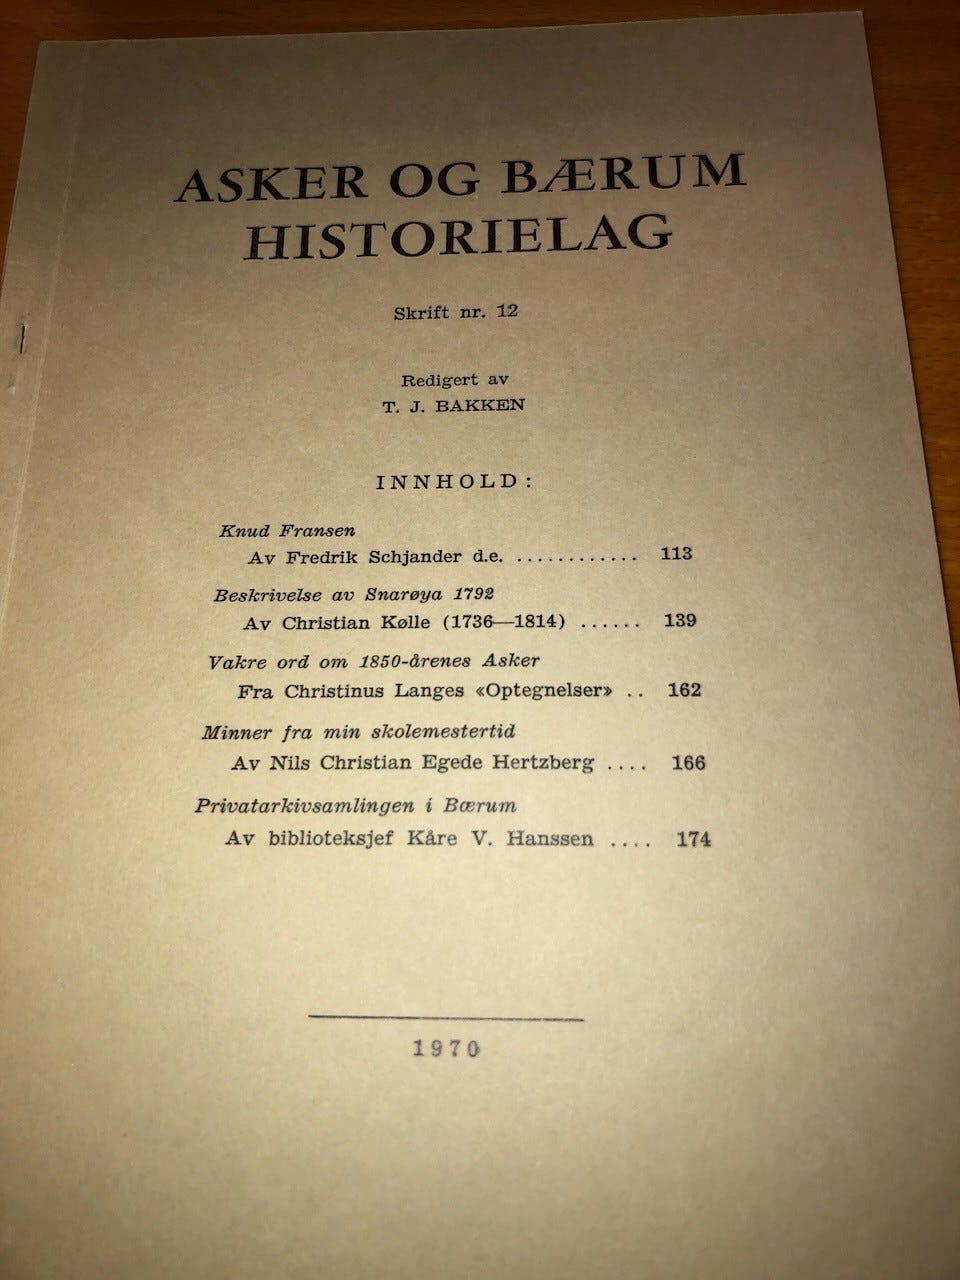 ASKER OG BÆRUM
HISTORIELAG
Skrift nr. 12
Redigert av
T. J. BAKKEN
INNHOLD:
Knud Fransen
Av Fredrik Schjander d.e. ............ 113
Beskrivelse av Snarøya 1792
Av Christian Kølle (1736—1814) ...... 139
Vakre ord om 1850-årenes Asker
Fra Christinus Langes «Optegnelser» .. 162
Minner fra min skolemestertid
Av Nils Christian Egede Hertzberg .... 166
Privatarkivsamlingen i Bærum
Av biblioteksjef Kåre V. Hanssen .... 174
1970